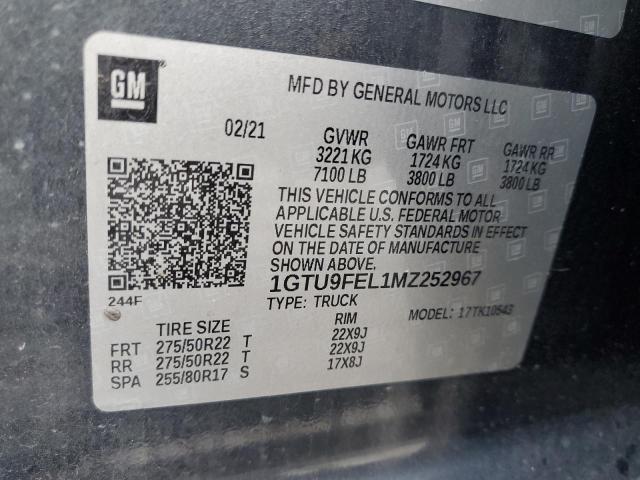 GM
MFD BY GENERAL MOTORS LLC
02/21 GVWR GAWR FRT GAWR RR
3221 KG 1724 KG 1724 KG
7100 LB 3800 LB 3800 LB
THIS VEHICLE CONFORMS TO ALL
APPLICABLE U.S. FEDERAL MOTOR
VEHICLE SAFETY STANDARDS IN EFFECT
ON THE DATE OF MANUFACTURE
SHOWN ABOVE.
1GTU9FEL1MZ252967
244F
TYPE: TRUCK MODEL: 17TK10543
TIRE SIZE RIM
FRT 275/50R22 T 22X9J
RR 275/50R22 T 22X9J
SPA 255/80R17 S 17X8J